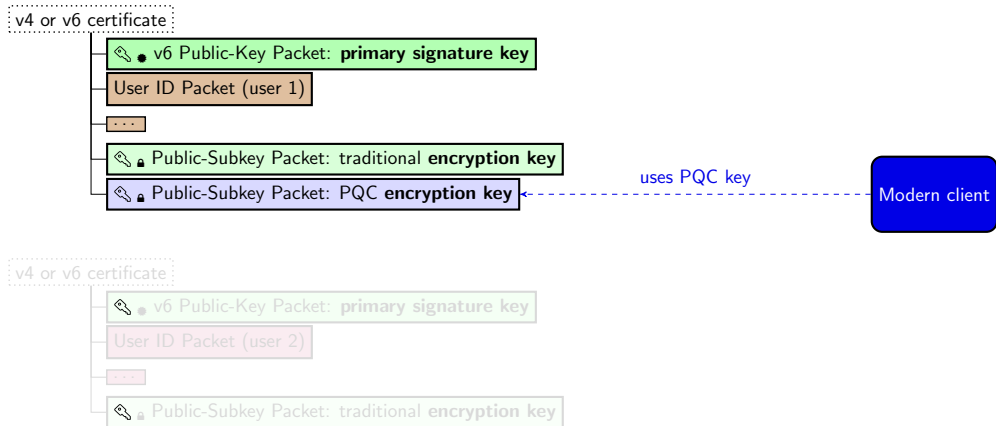 v4 or v6 certificate
v6 Public-Key Packet: primary signature key
User ID Packet (user 1)
...
Public-Subkey Packet: traditional encryption key
Public-Subkey Packet: PQC encryption key
uses PQC key
Modern client
v4 or v6 certificate
v6 Public-Key Packet: primary signature key
User ID Packet (user 2)
...
Public-Subkey Packet: traditional encryption key